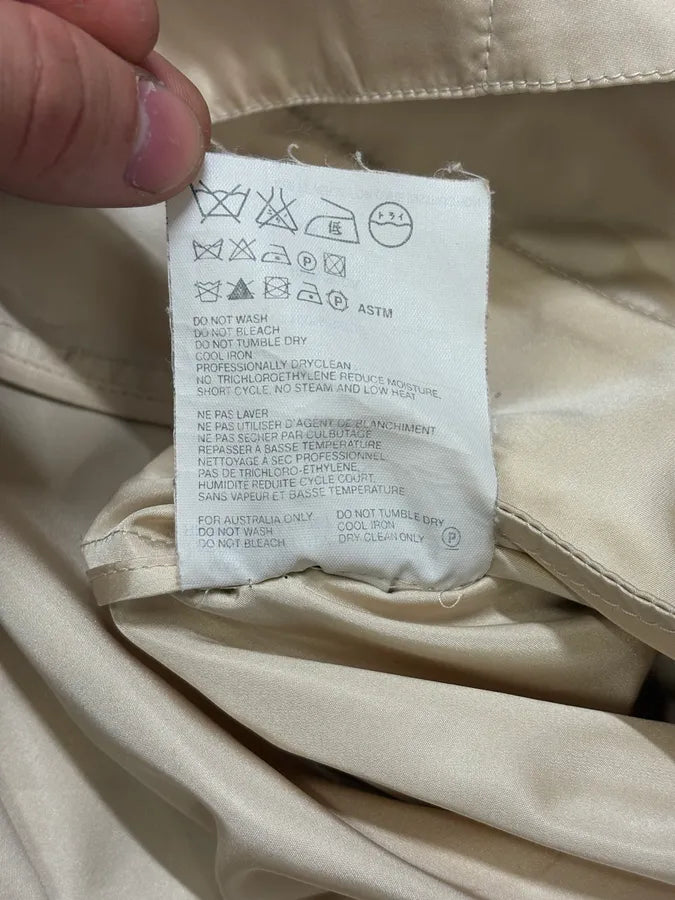 低 ドライ
P
P ASTM
DO NOT WASH
DO NOT BLEACH
DO NOT TUMBLE DRY
COOL IRON
PROFESSIONALLY DRYCLEAN
NO. TRICHLOROETHYLENE REDUCE MOISTURE,
SHORT CYCLE, NO STEAM AND LOW HEAT
NE PAS LAVER
NE PAS UTILISER D'AGENT DE BLANCHIMENT
NE PAS SECHER PAR CULBUTAGE
REPASSER A BASSE TEMPERATURE
NETTOYAGE A SEC PROFESSIONNEL
PAS DE TRICHLORO-ETHYLENE,
HUMIDITE REDUITE CYCLE COURT,
SANS VAPEUR ET BASSE TEMPERATURE
FOR AUSTRALIA ONLY
DO NOT WASH
DO NOT BLEACH
DO NOT TUMBLE DRY
COOL IRON
DRY CLEAN ONLY P